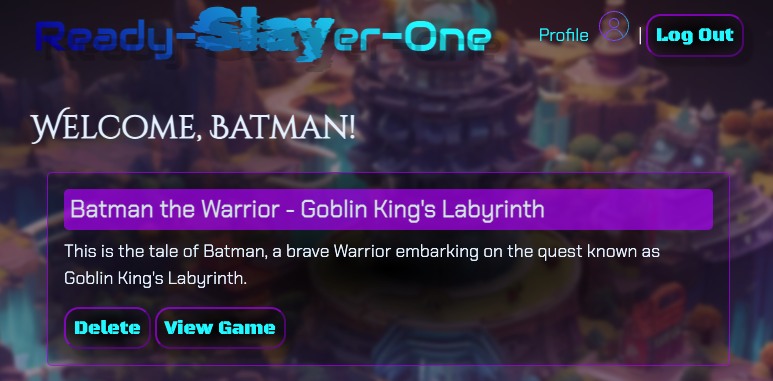 Ready-Slayer-One
Profile | Log Out
Welcome, Batman!
Batman the Warrior - Goblin King's Labyrinth
This is the tale of Batman, a brave Warrior embarking on the quest known as
Goblin King's Labyrinth.
Delete View Game